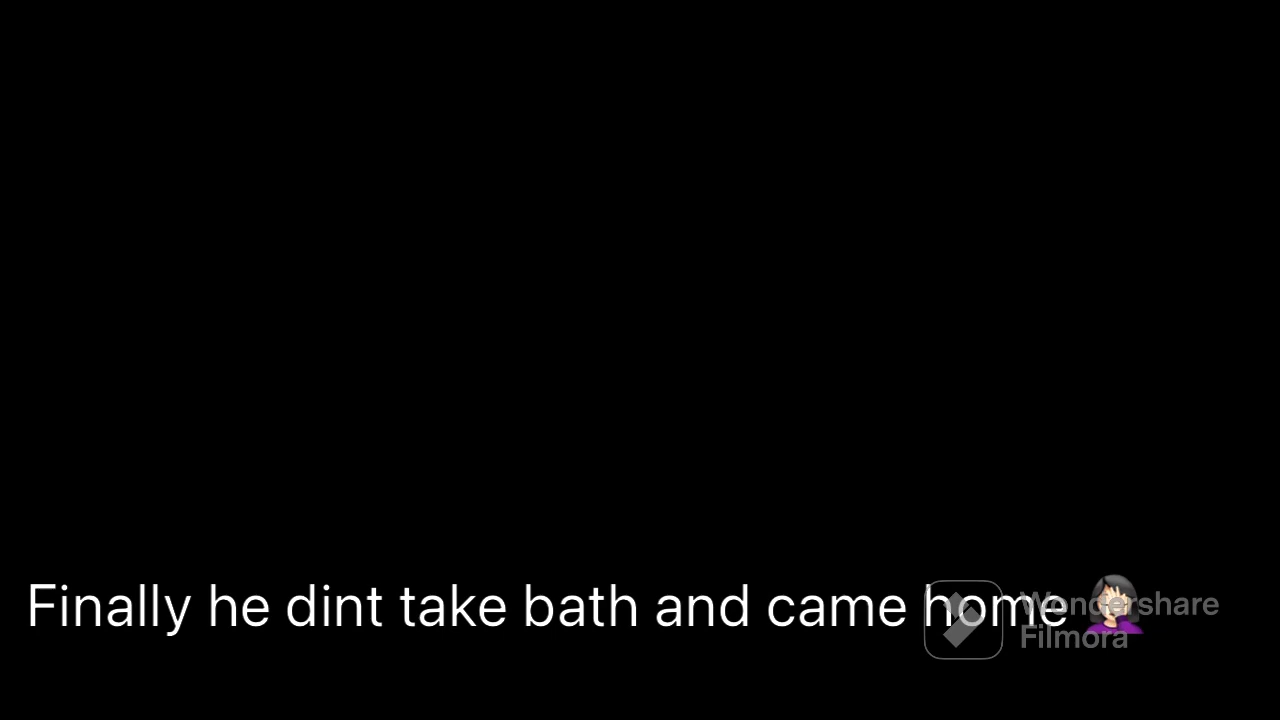 Finally he dint take bath and came home 🤦🏻‍♀️
Wondershare
Filmora